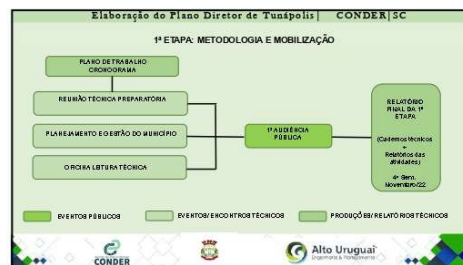 Elaboração do Plano Diretor de Tunápolis| CONDER|SC
1ª ETAPA: METODOLOGIA E MOBILIZAÇÃO
PLANO DE TRABALHO
CRONOGRAMA
REUNIÃO TÉCNICA PREPARATÓRIA
PLANEJAMENTO E GESTÃO DO MUNICÍPIO
OFICINA LEITURA TÉCNICA
1ª AUDIÊNCIA
PÚBLICA
RELATÓRIO
FINAL DA 1ª
ETAPA
(Cadernos técnicos
+
Relatórios das
atividades)
4ª Sem.
Novembro/22
EVENTOS PÚBLICOS
EVENTOS/ENCONTROS TÉCNICOS
PRODUÇÕES/RELATÓRIOS TÉCNICOS
CONDER
Alto Uruguai
Engenharia & Planejamento